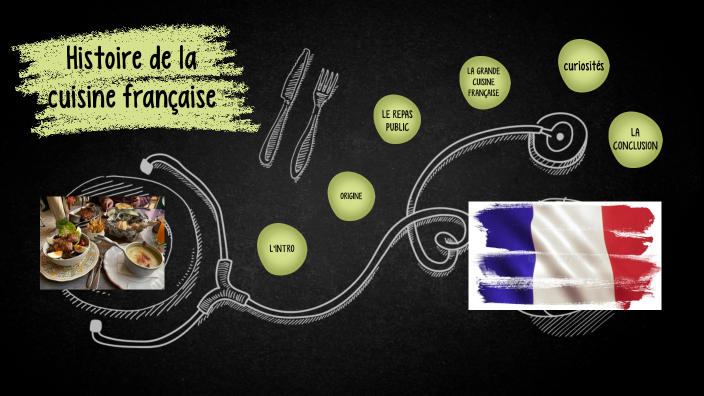 Histoire de la
cuisine française
L'INTRO
ORIGINE
LE REPAS
PUBLIC
LA GRANDE
CUISINE
FRANÇAISE
curiosités
LA
CONCLUSION